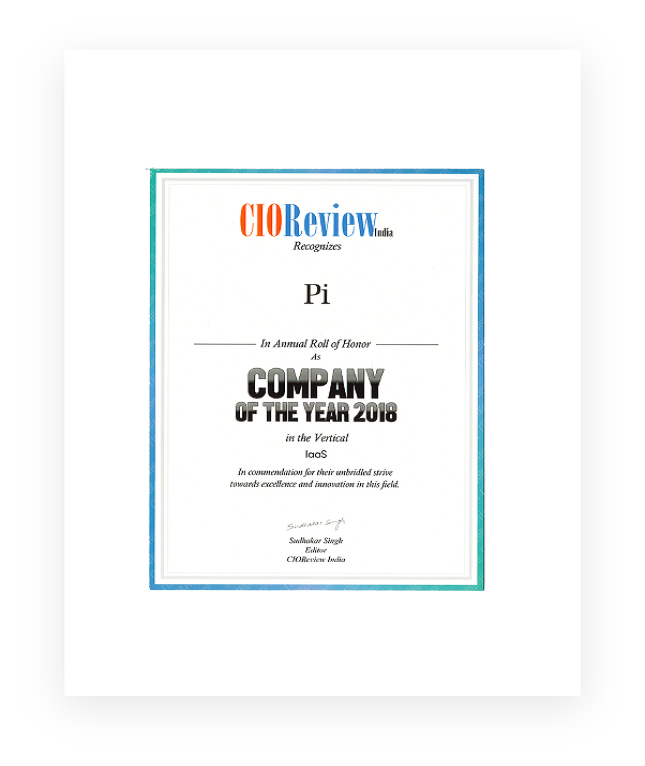 CIOReview India
Recognizes
Pi
In Annual Roll of Honor
As
COMPANY
OF THE YEAR 2018
in the Vertical
IaaS
In commendation for their unbridled strive
towards excellence and innovation in this field.
Sudhakar Singh
Sudhakar Singh
Editor
CIOReview India